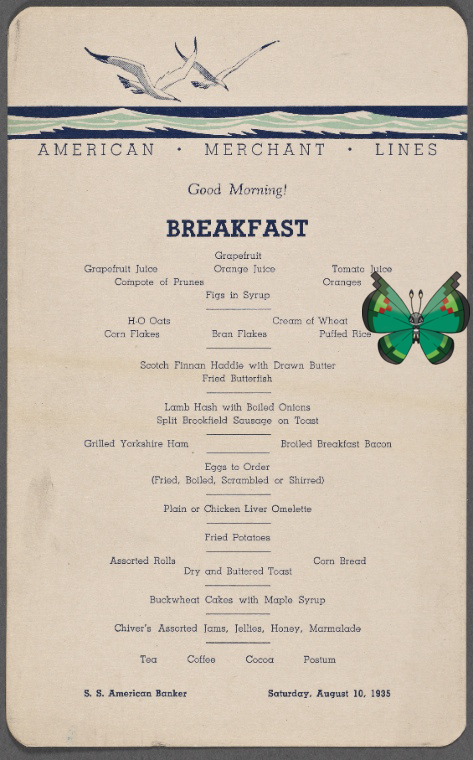 AMERICAN · MERCHANT · LINES
Good Morning!
BREAKFAST
Grapefruit
Grapefruit Juice Orange Juice Tomato Juice
Compote of Prunes Oranges
Figs in Syrup
H-O Oats Cream of Wheat
Corn Flakes Bran Flakes Puffed Rice
Scotch Finnan Haddie with Drawn Butter
Fried Butterfish
Lamb Hash with Boiled Onions
Split Brookfield Sausage on Toast
Grilled Yorkshire Ham Broiled Breakfast Bacon
Eggs to Order
(Fried, Boiled, Scrambled or Shirred)
Plain or Chicken Liver Omelette
Fried Potatoes
Assorted Rolls Corn Bread
Dry and Buttered Toast
Buckwheat Cakes with Maple Syrup
Chiver's Assorted Jams, Jellies, Honey, Marmalade
Tea Coffee Cocoa Postum
S. S. American Banker Saturday, August 10, 1935